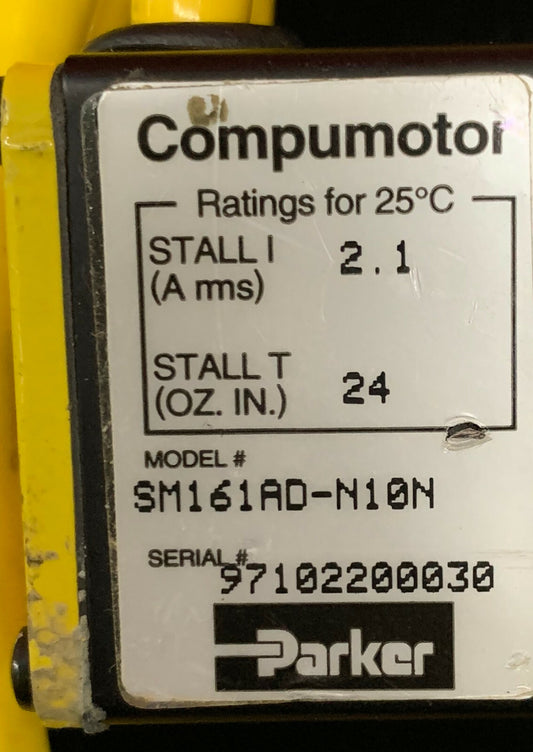 Compumotor
Ratings for 25°C
STALL I 2.1
(A rms)
STALL T 24
(OZ. IN.)
MODEL #
SM161AD-N10N
SERIAL# 97102200030
Parker